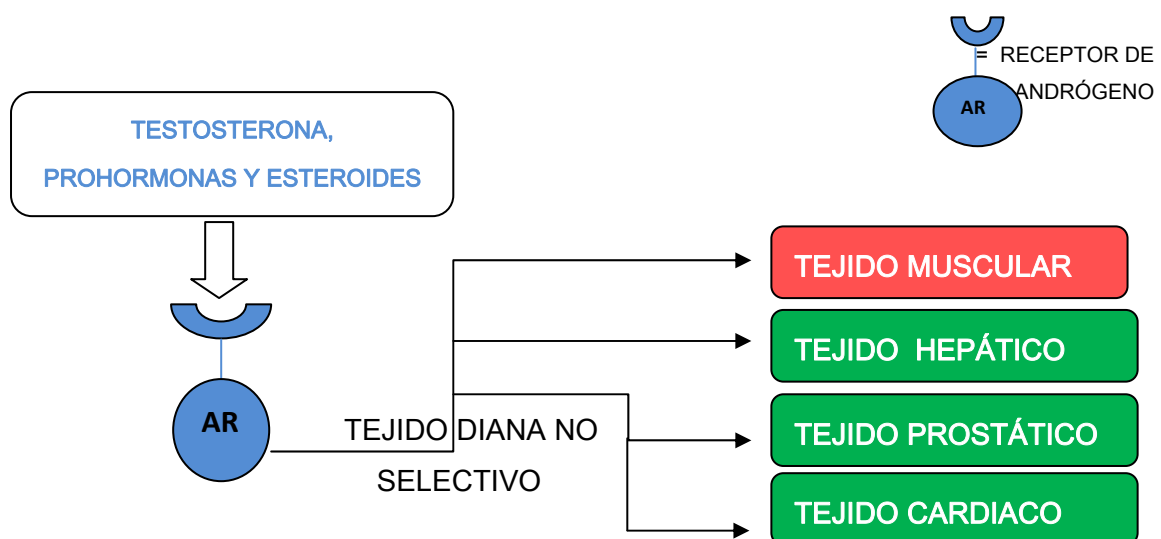 = RECEPTOR DE
ANDRÓGENO
AR
TESTOSTERONA,
PROHORMONAS Y ESTEROIDES
AR
TEJIDO DIANA NO
SELECTIVO
TEJIDO MUSCULAR
TEJIDO HEPÁTICO
TEJIDO PROSTÁTICO
TEJIDO CARDIACO